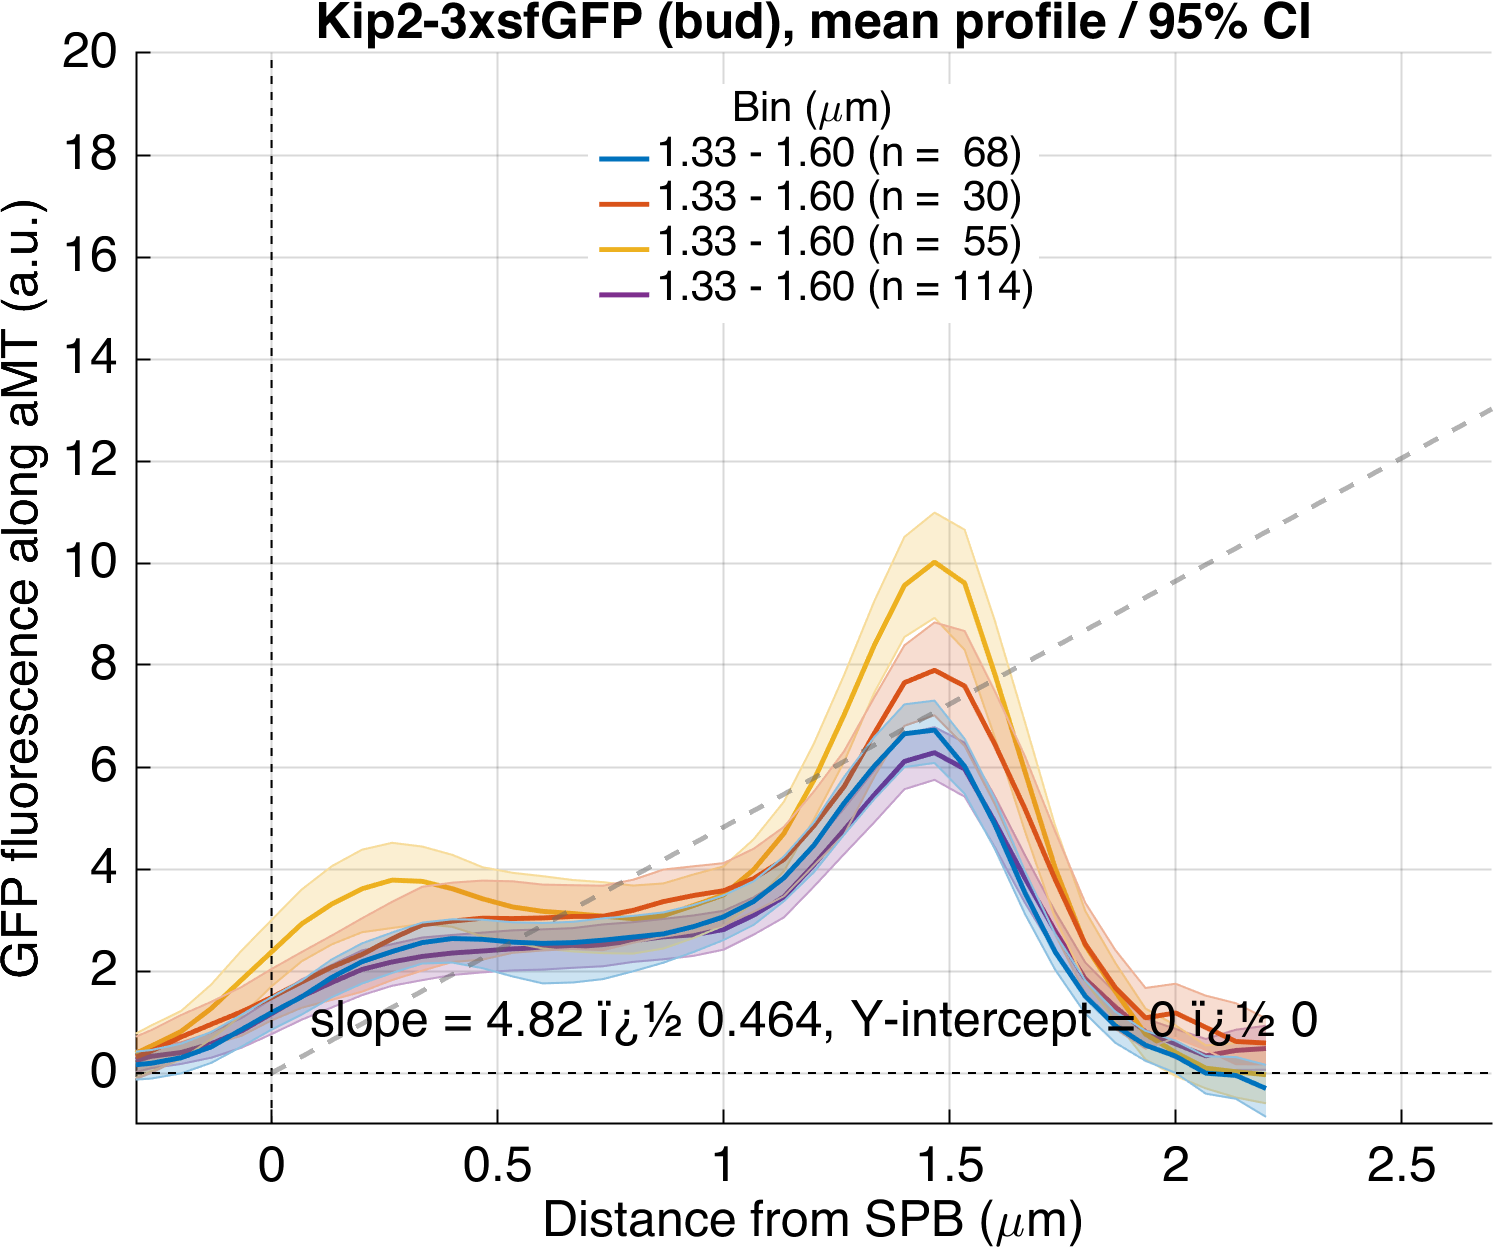 Kip2-3xsfGFP (bud), mean profile / 95% CI
GFP fluorescence along aMT (a.u.)
20
18
16
14
12
10
8
6
4
2
0
Bin (μm)
1.33 - 1.60 (n = 68)
1.33 - 1.60 (n = 30)
1.33 - 1.60 (n = 55)
1.33 - 1.60 (n = 114)
slope = 4.82 ï¿½ 0.464, Y-intercept = 0 ï¿½ 0
0
0.5
1
1.5
2
2.5
Distance from SPB (μm)